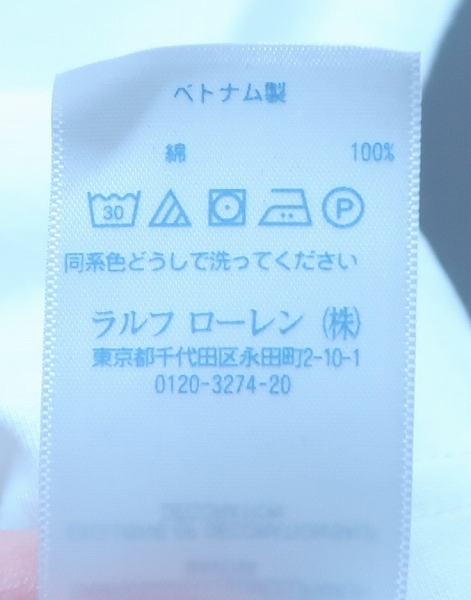 ベトナム製
綿 100%
30 P
同系色どうしで洗ってください
ラルフ ローレン (株)
東京都千代田区永田町2-10-1
0120-3274-20